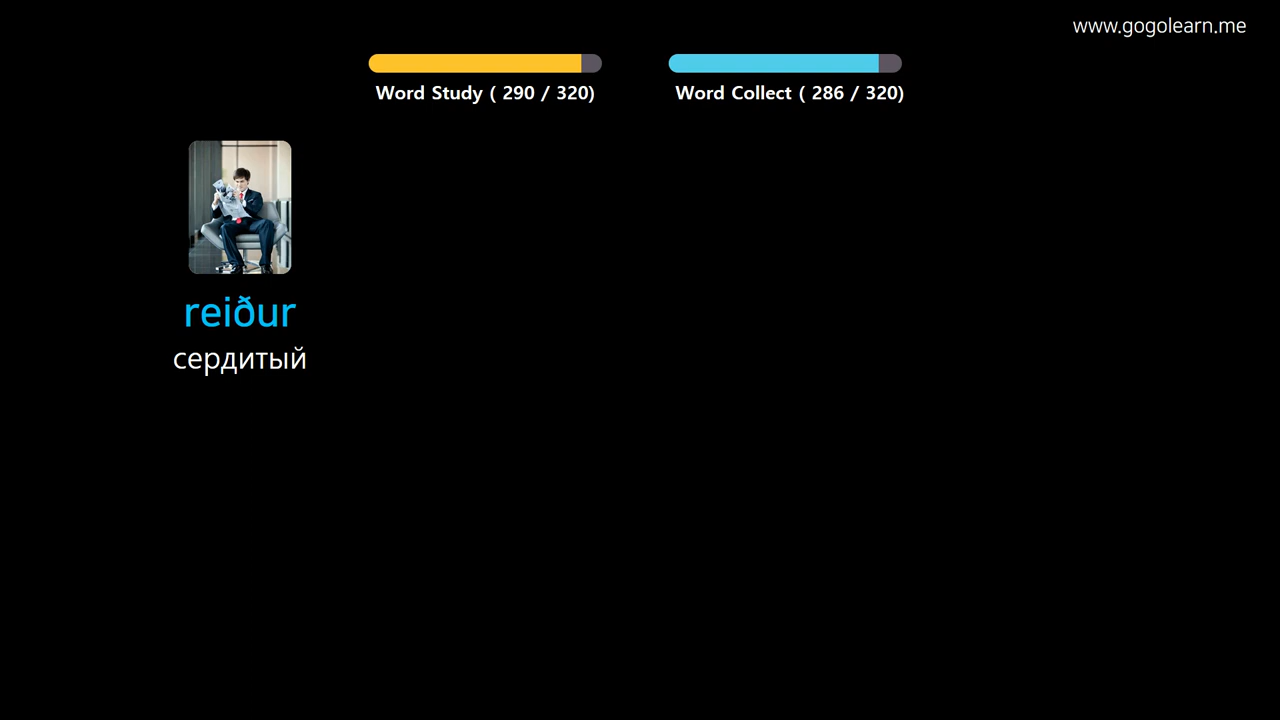 www.gogolearn.me
Word Study ( 290 / 320)
Word Collect ( 286 / 320)
reiður
сердитый